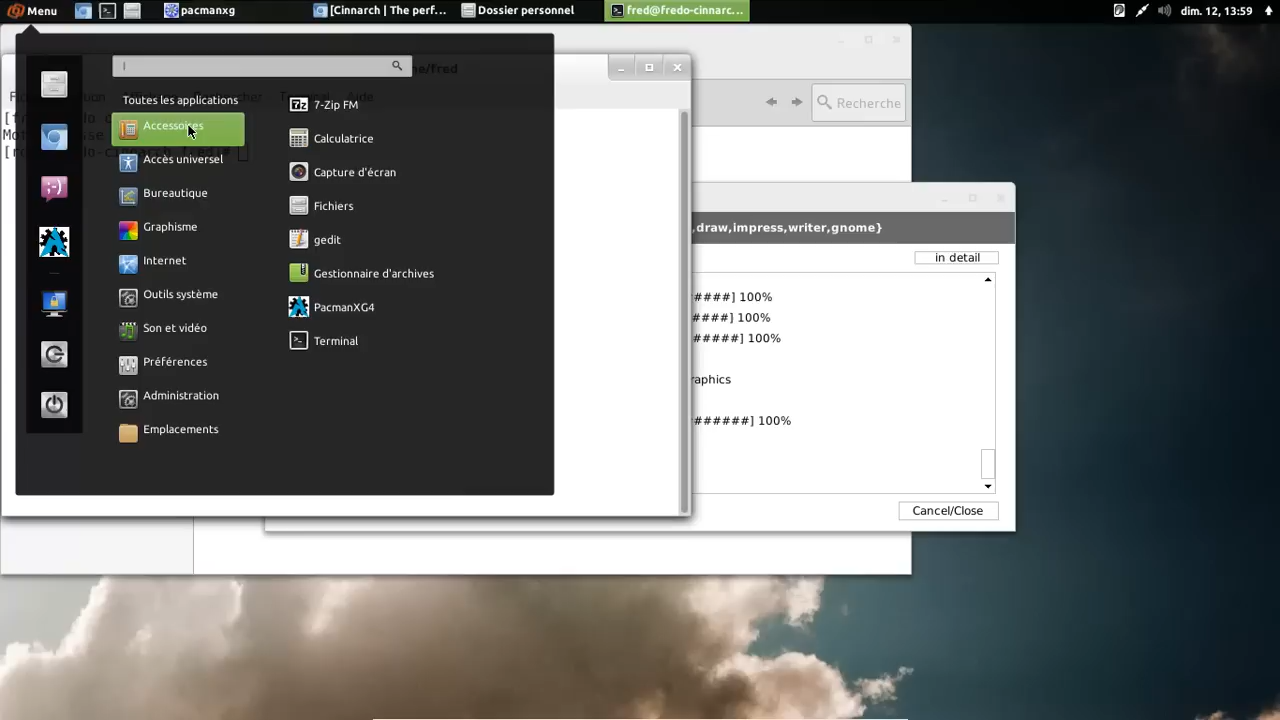 Menu
pacmanxg
[Cinnarch | The perf...
Dossier personnel
fred@fredo-cinnarc...
dim. 12, 13:59
Toutes les applications
Accessoires
Accès universel
Bureautique
Graphisme
Internet
Outils système
Son et vidéo
Préférences
Administration
Emplacements
7-Zip FM
Calculatrice
Capture d'écran
Fichiers
gedit
Gestionnaire d'archives
PacmanXG4
Terminal
me/fred
Aide
Recherche
,draw,impress,writer,gnome}
in detail
####] 100%
####] 100%
#####] 100%
raphics
######] 100%
Cancel/Close